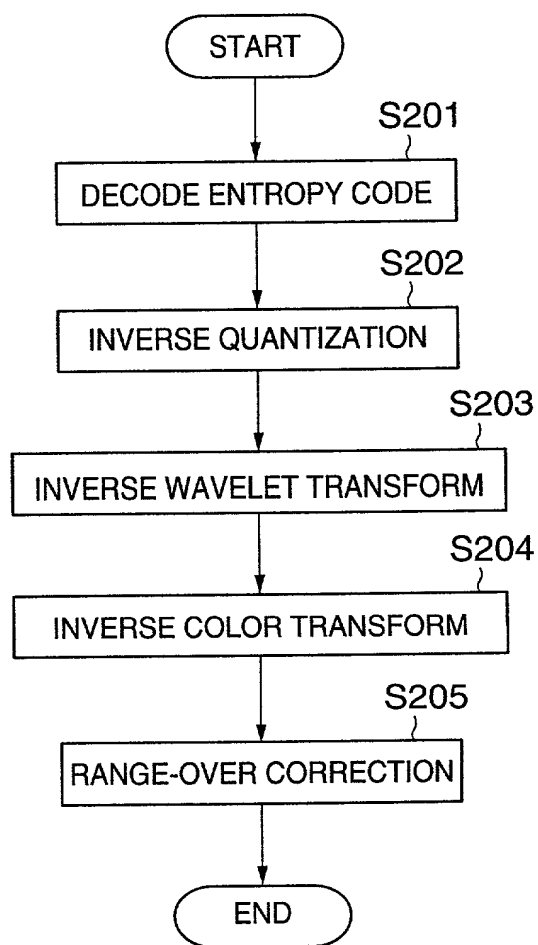 START
S201
DECODE ENTROPY CODE
S202
INVERSE QUANTIZATION
S203
INVERSE WAVELET TRANSFORM
S204
INVERSE COLOR TRANSFORM
S205
RANGE-OVER CORRECTION
END